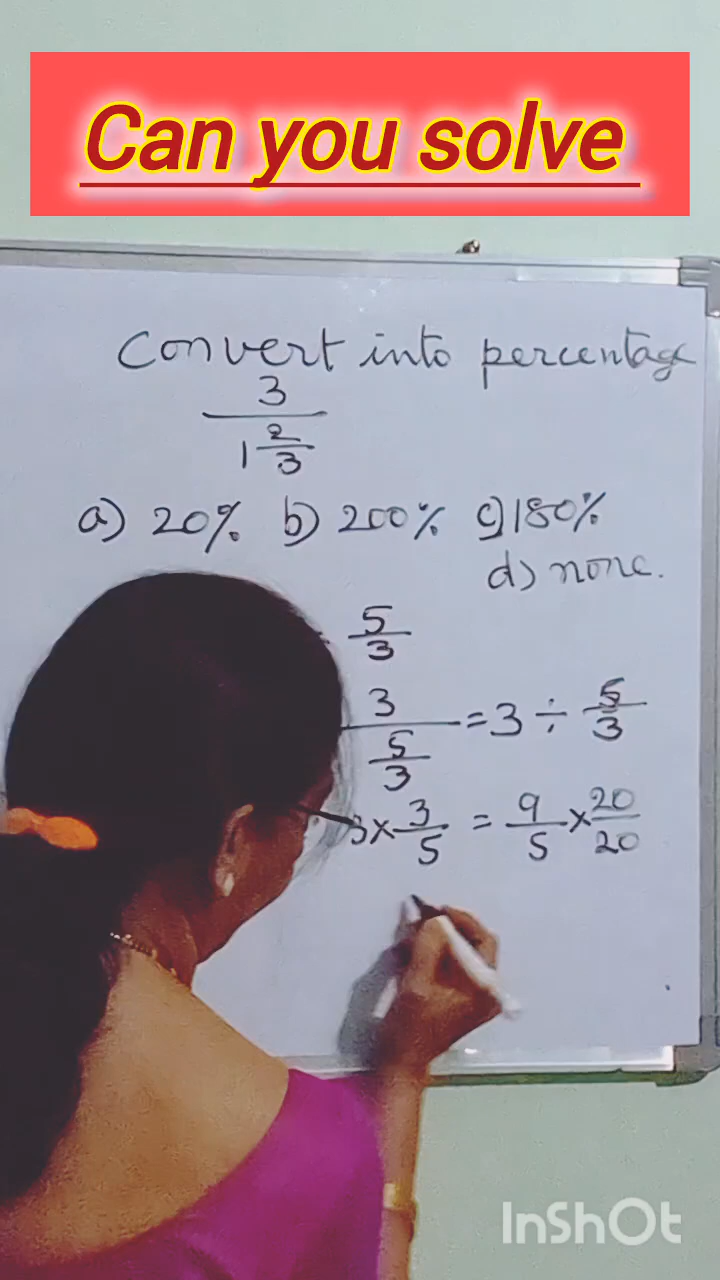 Can you solve
Convert into percentage
3
1 2/3
a) 20% b) 200% c) 180%
d) none.
5/3
3 / (5/3) = 3 ÷ 5/3
3 × 3/5 = 9/5 × 20/20
InShOt